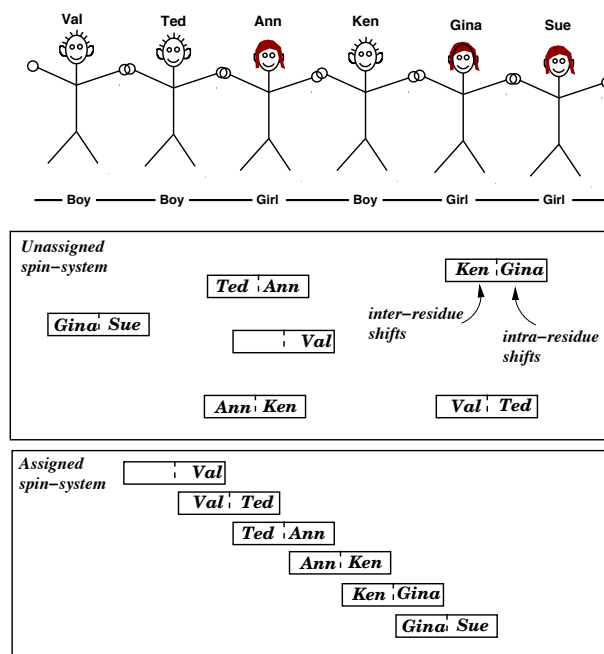 Val Ted Ann Ken Gina Sue
Boy Boy Girl Boy Girl Girl
Unassigned
spin-system
Ted Ann
Ken Gina
Gina Sue
inter-residue
shifts
intra-residue
shifts
Val
Ann Ken
Val Ted
Assigned
spin-system
Val
Val Ted
Ted Ann
Ann Ken
Ken Gina
Gina Sue